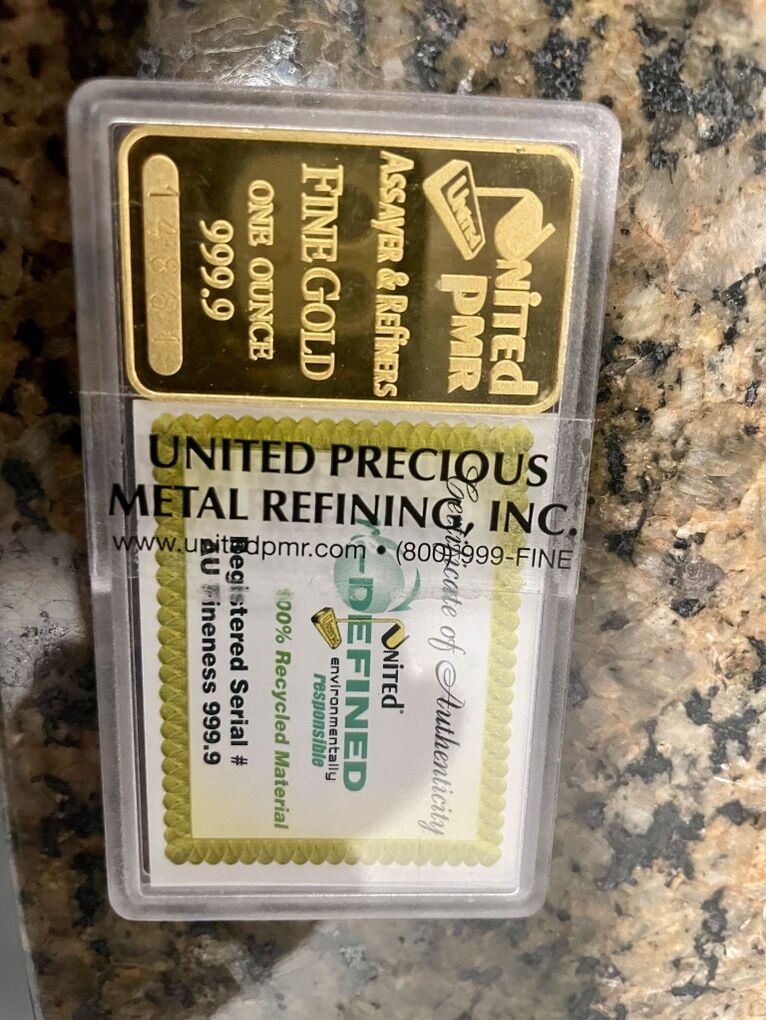 UNITED
UNITED
PMR
ASSAYER & REFINERS
FINE GOLD
ONE OUNCE
999.9
UNITED PRECIOUS
METAL REFINING, INC.
www.unitedpmr.com • (800) 999-FINE
Certificate of Authenticity
UNITED
-DEFINED
environmentally
responsible
100% Recycled Material
Registered Serial #
AU Fineness 999.9